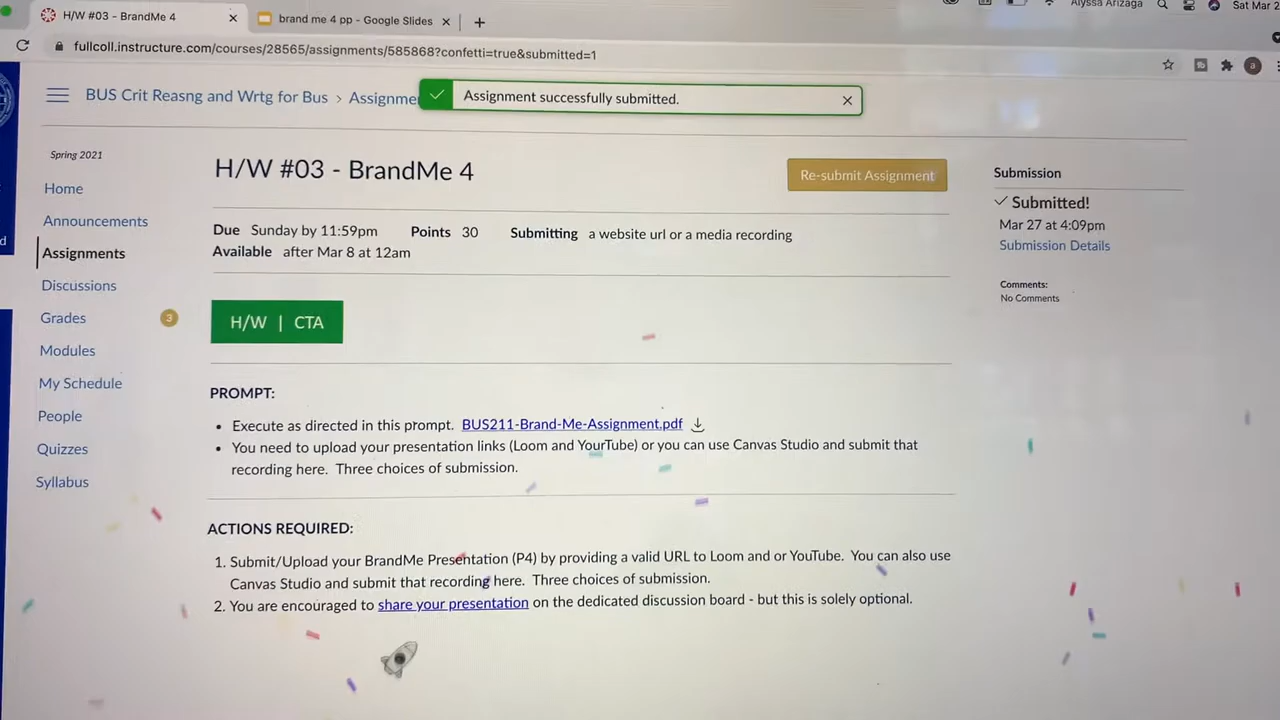 H/W #03 - BrandMe 4
brand me 4 pp - Google Slides
Alyssa Arizaga
Sat Mar 2
fullcoll.instructure.com/courses/28565/assignments/585868?confetti=true&submitted=1
a
BUS Crit Reasng and Wrtg for Bus › Assignme
Assignment successfully submitted.
Spring 2021
Home
Announcements
Assignments
Discussions
Grades
3
Modules
My Schedule
People
Quizzes
Syllabus
d
H/W #03 - BrandMe 4
Re-submit Assignment
Due Sunday by 11:59pm Points 30 Submitting a website url or a media recording
Available after Mar 8 at 12am
H/W | CTA
PROMPT:
• Execute as directed in this prompt. BUS211-Brand-Me-Assignment.pdf
• You need to upload your presentation links (Loom and YourTube) or you can use Canvas Studio and submit that
recording here. Three choices of submission.
ACTIONS REQUIRED:
1. Submit/Upload your BrandMe Presentation (P4) by providing a valid URL to Loom and or YouTube. You can also use
Canvas Studio and submit that recording here. Three choices of submission.
2. You are encouraged to share your presentation on the dedicated discussion board - but this is solely optional.
Submission
Submitted!
Mar 27 at 4:09pm
Submission Details
Comments:
No Comments